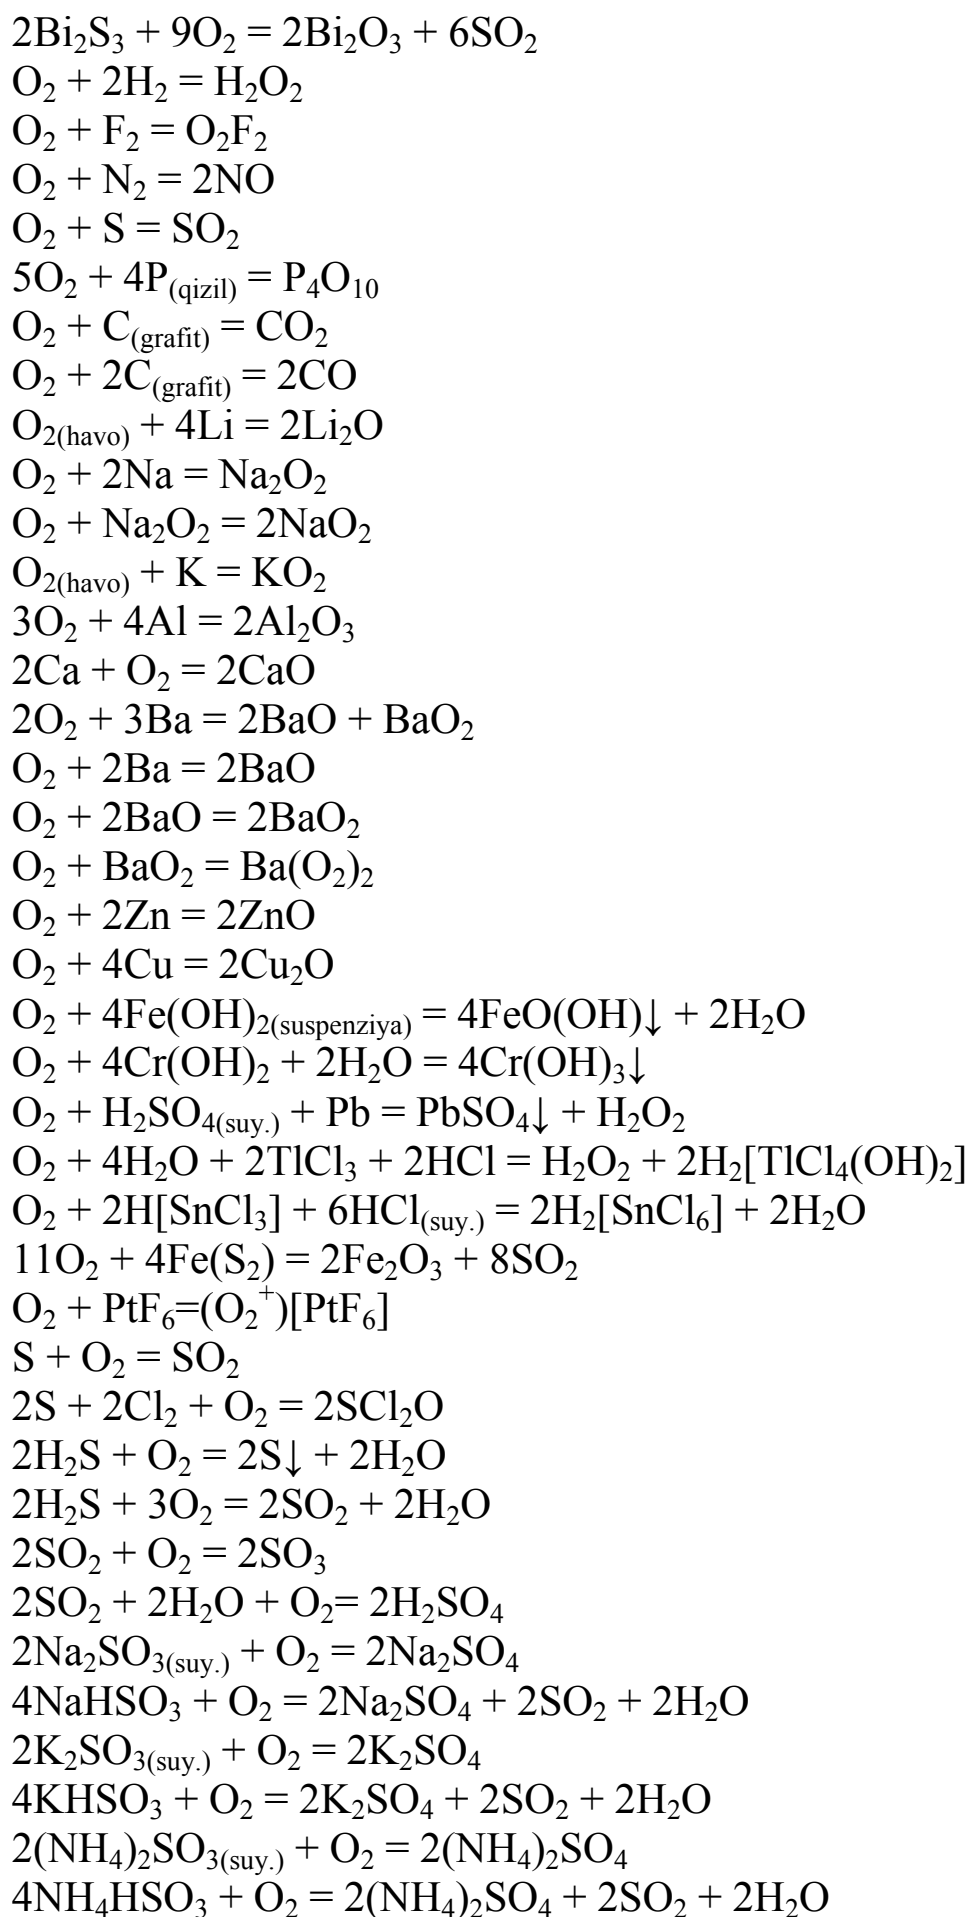 2Bi₂S₃ + 9O₂ = 2Bi₂O₃ + 6SO₂
O₂ + 2H₂ = H₂O₂
O₂ + F₂ = O₂F₂
O₂ + N₂ = 2NO
O₂ + S = SO₂
5O₂ + 4P(qizil) = P₄O₁₀
O₂ + C(grafit) = CO₂
O₂ + 2C(grafit) = 2CO
O₂(havo) + 4Li = 2Li₂O
O₂ + 2Na = Na₂O₂
O₂ + Na₂O₂ = 2NaO₂
O₂(havo) + K = KO₂
3O₂ + 4Al = 2Al₂O₃
2Ca + O₂ = 2CaO
2O₂ + 3Ba = 2BaO + BaO₂
O₂ + 2Ba = 2BaO
O₂ + 2BaO = 2BaO₂
O₂ + BaO₂ = Ba(O₂)₂
O₂ + 2Zn = 2ZnO
O₂ + 4Cu = 2Cu₂O
O₂ + 4Fe(OH)₂(suspenziya) = 4FeO(OH)↓ + 2H₂O
O₂ + 4Cr(OH)₂ + 2H₂O = 4Cr(OH)₃↓
O₂ + H₂SO₄(suy.) + Pb = PbSO₄↓ + H₂O₂
O₂ + 4H₂O + 2TlCl₃ + 2HCl = H₂O₂ + 2H₂[TlCl₄(OH)₂]
O₂ + 2H[SnCl₃] + 6HCl(suy.) = 2H₂[SnCl₆] + 2H₂O
11O₂ + 4Fe(S₂) = 2Fe₂O₃ + 8SO₂
O₂ + PtF₆=(O₂⁺)[PtF₆]
S + O₂ = SO₂
2S + 2Cl₂ + O₂ = 2SCl₂O
2H₂S + O₂ = 2S↓ + 2H₂O
2H₂S + 3O₂ = 2SO₂ + 2H₂O
2SO₂ + O₂ = 2SO₃
2SO₂ + 2H₂O + O₂= 2H₂SO₄
2Na₂SO₃(suy.) + O₂ = 2Na₂SO₄
4NaHSO₃ + O₂ = 2Na₂SO₄ + 2SO₂ + 2H₂O
2K₂SO₃(suy.) + O₂ = 2K₂SO₄
4KHSO₃ + O₂ = 2K₂SO₄ + 2SO₂ + 2H₂O
2(NH₄)₂SO₃(suy.) + O₂ = 2(NH₄)₂SO₄
4NH₄HSO₃ + O₂ = 2(NH₄)₂SO₄ + 2SO₂ + 2H₂O